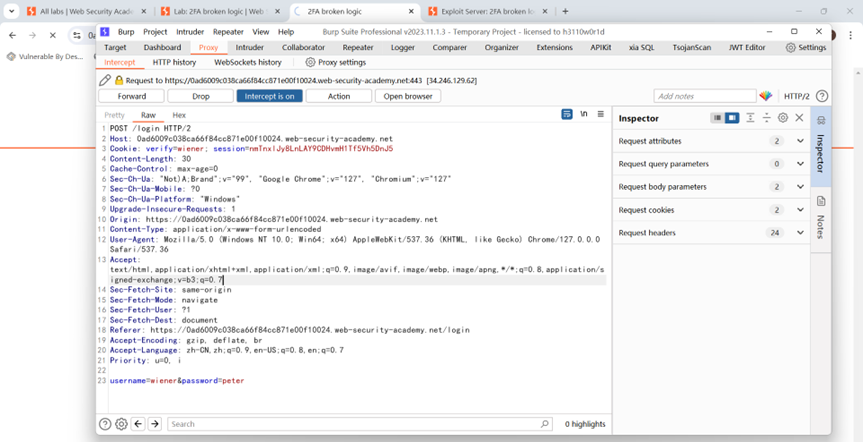 All labs | Web Security Acade
Lab: 2FA broken logic | Web S
2FA broken logic
Exploit Server: 2FA broken lo
Vulnerable By Des...
Burp Project Intruder Repeater View Help
Burp Suite Professional v2023.11.1.3 - Temporary Project - licensed to h3110w0r1d
Target Dashboard Proxy Intruder Collaborator Repeater Logger Comparer Organizer Extensions APIKit xia SQL TsojanScan JWT Editor Settings
Intercept HTTP history WebSockets history Proxy settings
Request to https://0ad6009c038ca66f84cc871e00f10024.web-security-academy.net:443 [34.246.129.62]
Forward Drop Intercept is on Action Open browser Add notes HTTP/2
Pretty Raw Hex \n
1 POST /login HTTP/2
2 Host: 0ad6009c038ca66f84cc871e00f10024.web-security-academy.net
3 Cookie: verify=wiener; session=nmTnxIJy8LnLAY9CDHvmH1Tf5Vh5DnJ5
4 Content-Length: 30
5 Cache-Control: max-age=0
6 Sec-Ch-Ua: "Not)A;Brand";v="99", "Google Chrome";v="127", "Chromium";v="127"
7 Sec-Ch-Ua-Mobile: ?0
8 Sec-Ch-Ua-Platform: "Windows"
9 Upgrade-Insecure-Requests: 1
10 Origin: https://0ad6009c038ca66f84cc871e00f10024.web-security-academy.net
11 Content-Type: application/x-www-form-urlencoded
12 User-Agent: Mozilla/5.0 (Windows NT 10.0; Win64; x64) AppleWebKit/537.36 (KHTML, like Gecko) Chrome/127.0.0.0
Safari/537.36
13 Accept:
text/html,application/xhtml+xml,application/xml;q=0.9,image/avif,image/webp,image/apng,*/*;q=0.8,application/s
igned-exchange;v=b3;q=0.7
14 Sec-Fetch-Site: same-origin
15 Sec-Fetch-Mode: navigate
16 Sec-Fetch-User: ?1
17 Sec-Fetch-Dest: document
18 Referer: https://0ad6009c038ca66f84cc871e00f10024.web-security-academy.net/login
19 Accept-Encoding: gzip, deflate, br
20 Accept-Language: zh-CN,zh;q=0.9,en-US;q=0.8,en;q=0.7
21 Priority: u=0, i
22
23 username=wiener&password=peter
Search 0 highlights
Inspector
Request attributes 2
Request query parameters 0
Request body parameters 2
Request cookies 2
Request headers 24
Inspector
Notes